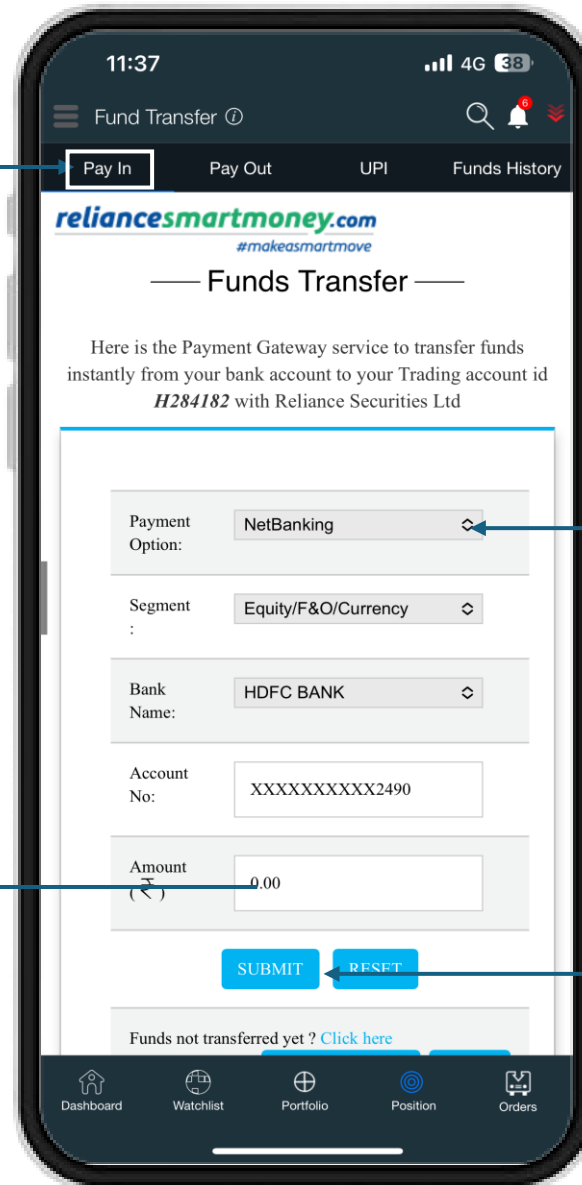 11:37 4G 38
Fund Transfer 6
Pay In Pay Out UPI Funds History
reliancesmartmoney.com
#makeasmartmove
Funds Transfer
Here is the Payment Gateway service to transfer funds
instantly from your bank account to your Trading account id
H284182 with Reliance Securities Ltd
Payment
Option: NetBanking
Segment
: Equity/F&O/Currency
Bank
Name: HDFC BANK
Account
No: XXXXXXXXXX2490
Amount
( ₹ ) 0.00
SUBMIT RESET
Funds not transferred yet ? Click here
Dashboard Watchlist Portfolio Position Orders